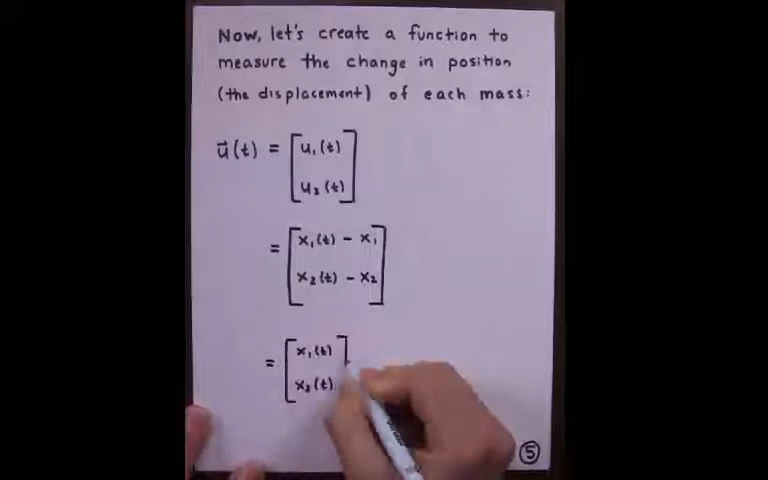 Now, let's create a function to
measure the change in position
(the displacement) of each mass:
u⃗(t) = [u₁(t)
u₂(t)]
= [x₁(t) - x₁
x₂(t) - x₂]
= [x₁(t)
x₂(t)]
5